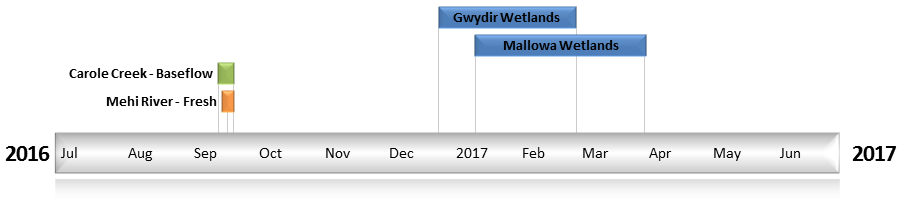 Gwydir Wetlands
Mallowa Wetlands
Carole Creek - Baseflow
Mehi River - Fresh
2016 Jul Aug Sep Oct Nov Dec 2017 Feb Mar Apr May Jun 2017